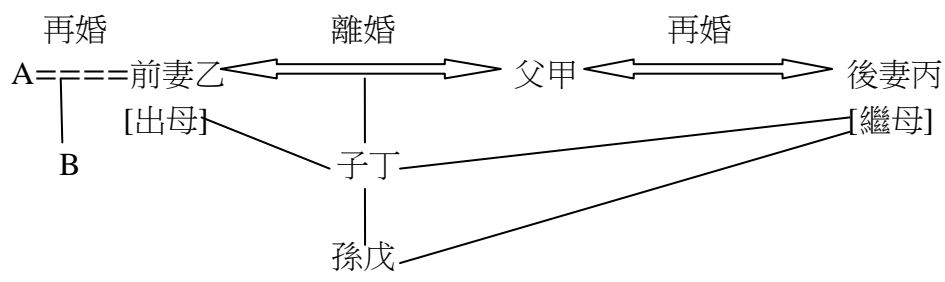 再婚 離婚 再婚
A====前妻乙 父甲 後妻丙
[出母] [繼母]
B 子丁
孫戊